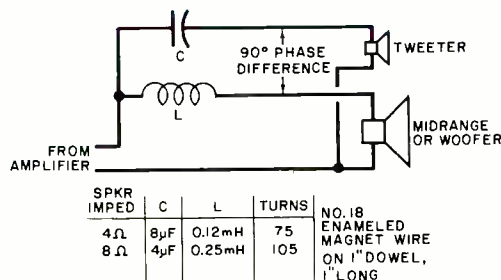 C
90° PHASE
DIFFERENCE
TWEETER
L
MIDRANGE
OR WOOFER
FROM
AMPLIFIER
SPKR
IMPED C L TURNS
4Ω 8µF 0.12mH 75
8Ω 4µF 0.25mH 105
NO.18
ENAMELED
MAGNET WIRE
ON 1" DOWEL,
1" LONG